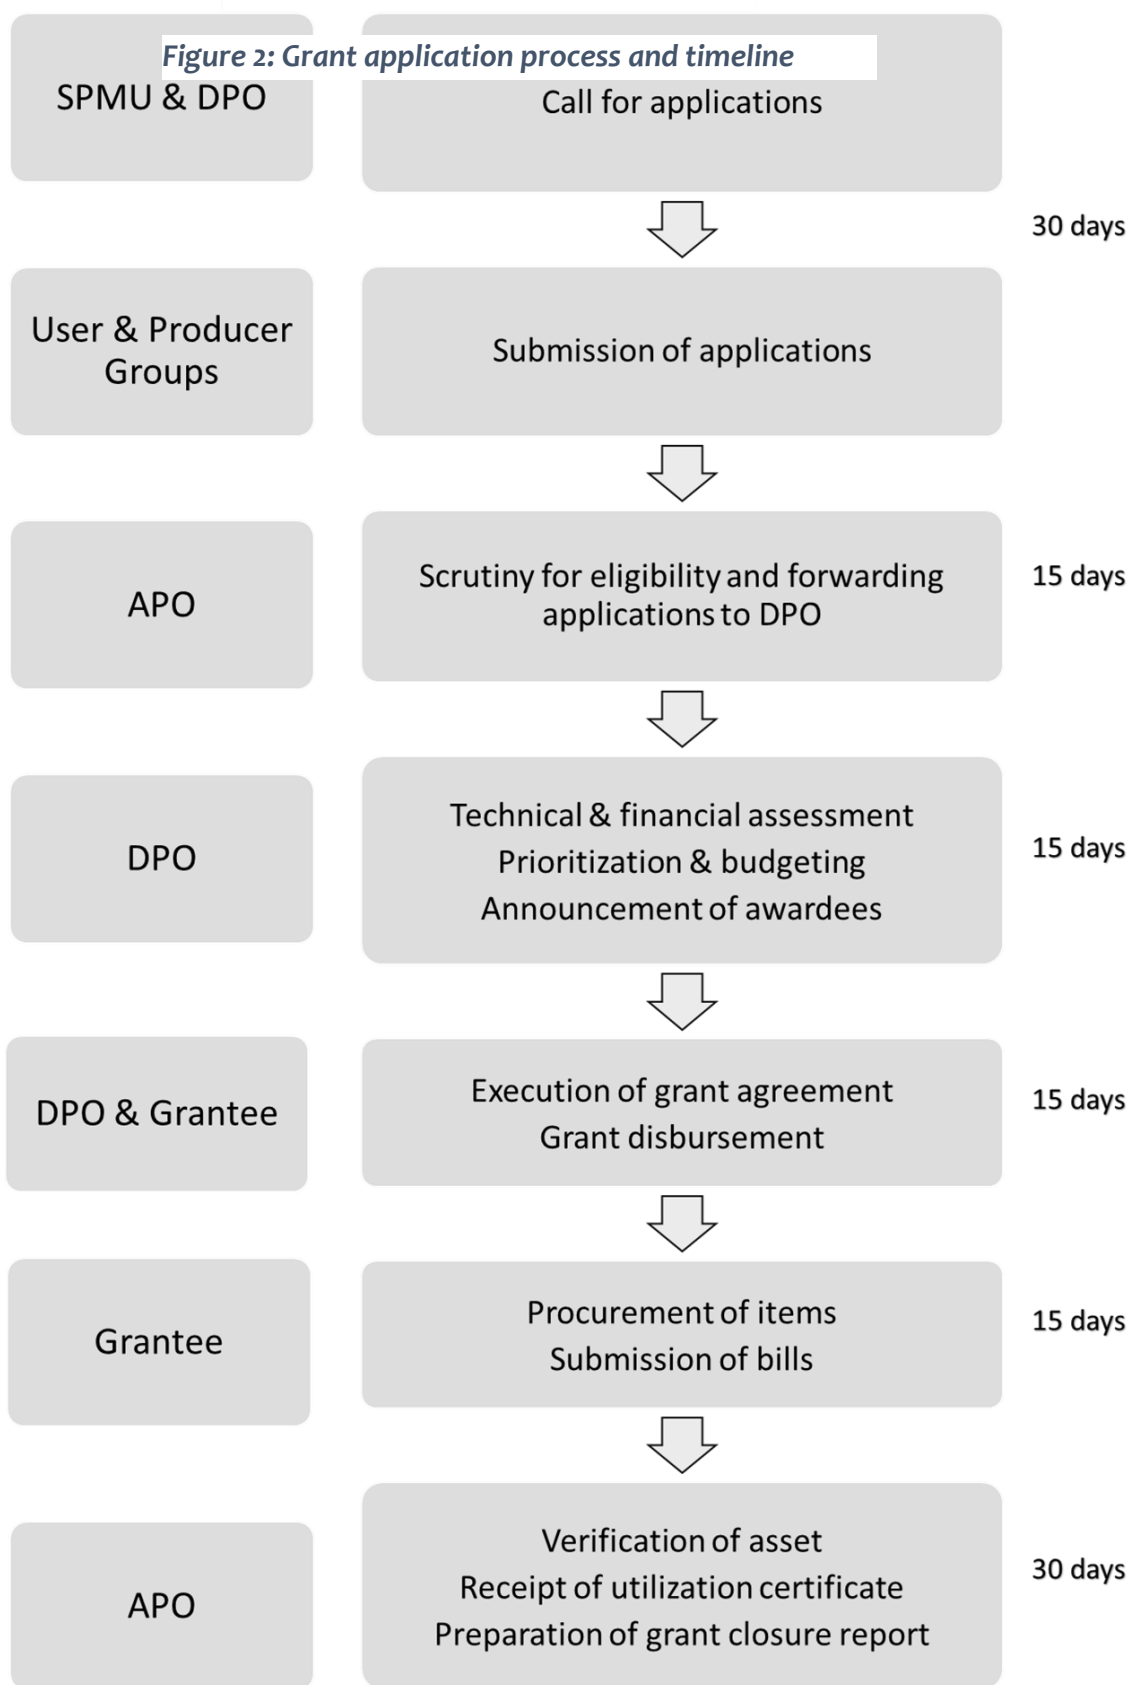 Figure 2: Grant application process and timeline
SPMU & DPO
Call for applications
30 days
User & Producer
Groups
Submission of applications
APO
Scrutiny for eligibility and forwarding
applications to DPO
15 days
DPO
Technical & financial assessment
Prioritization & budgeting
Announcement of awardees
15 days
DPO & Grantee
Execution of grant agreement
Grant disbursement
15 days
Grantee
Procurement of items
Submission of bills
15 days
APO
Verification of asset
Receipt of utilization certificate
Preparation of grant closure report
30 days